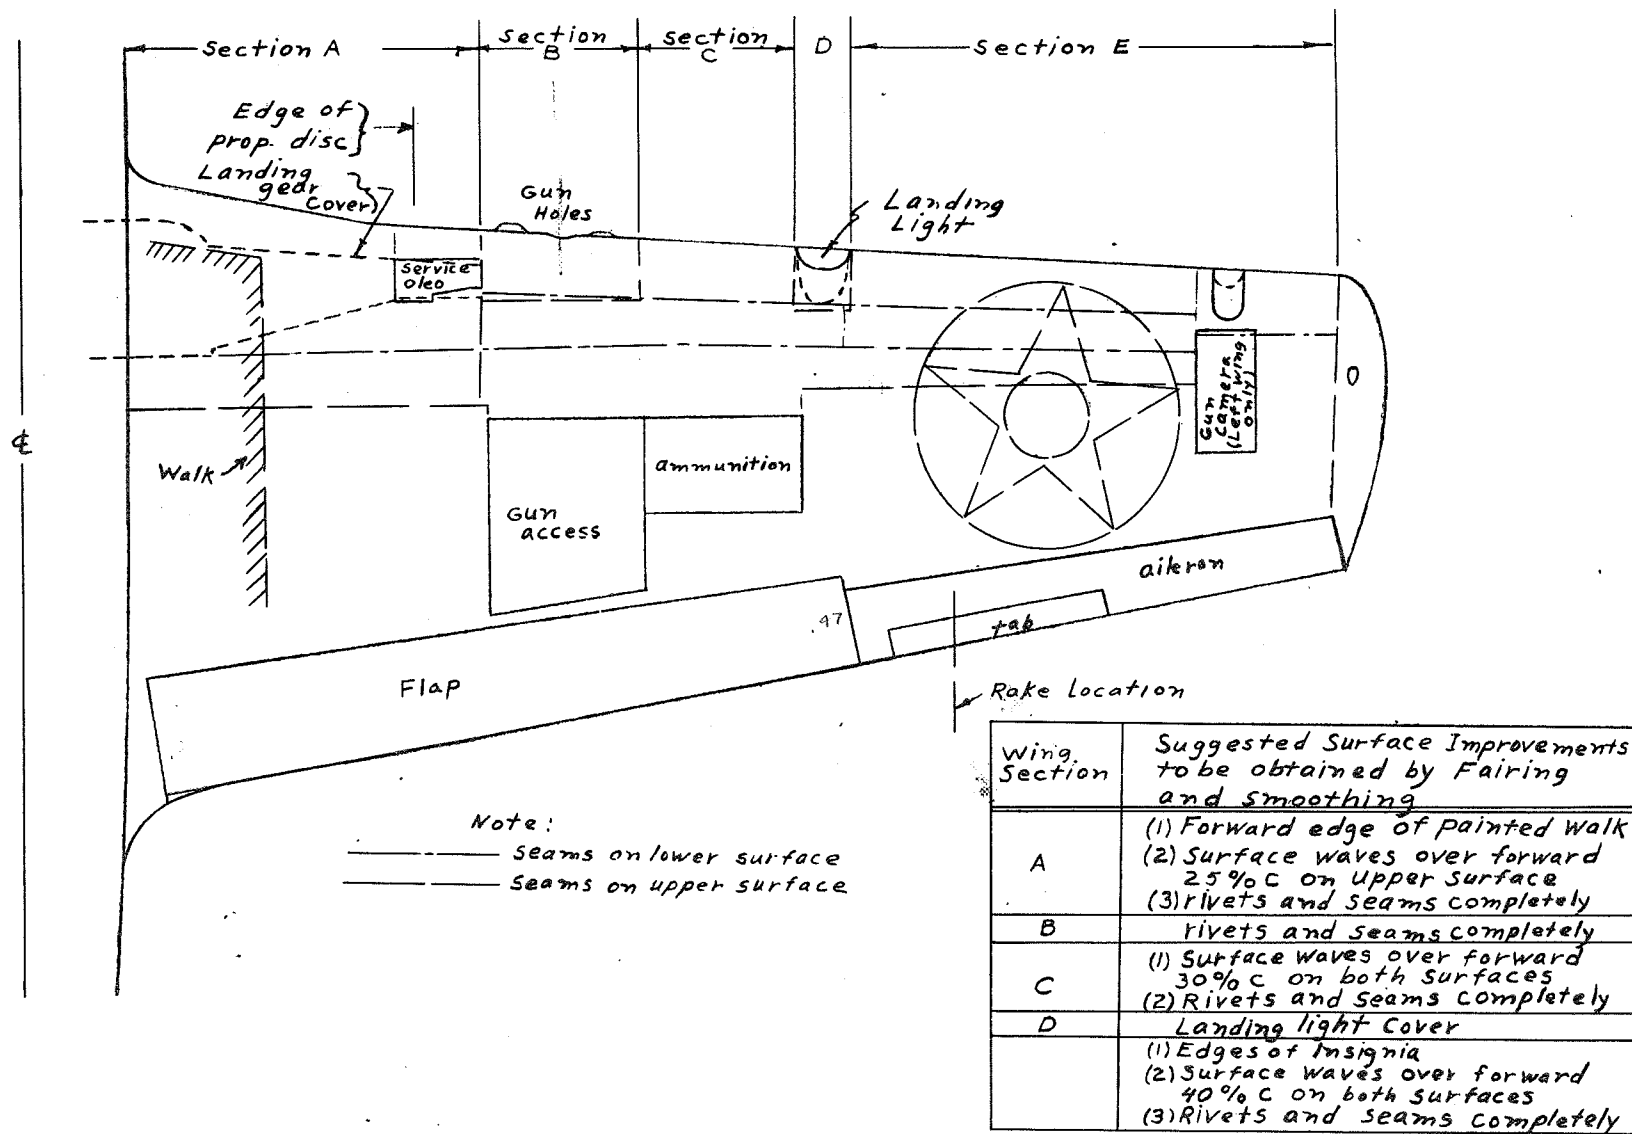 Section A
Section
B
Section
C
D
Section E
Edge of
prop. disc
Landing
gear
Cover
Gun
Holes
Landing
Light
Service
oleo
Gun
Camera
(Left wing
only)
℄
Walk
ammunition
Gun
access
aileron
tab
.97
Flap
Rake Location
Note:
Seams on lower surface
Seams on upper surface
Wing
Section
Suggested Surface Improvements
to be obtained by Fairing
and smoothing
A
(1) Forward edge of painted walk
(2) Surface waves over forward
25% C on Upper Surface
(3) rivets and seams completely
B
rivets and seams completely
C
(1) Surface waves over forward
30% C on both surfaces
(2) Rivets and seams completely
D
Landing light Cover
(1) Edges of Insignia
(2) Surface waves over forward
40% C on both surfaces
(3) Rivets and seams completely